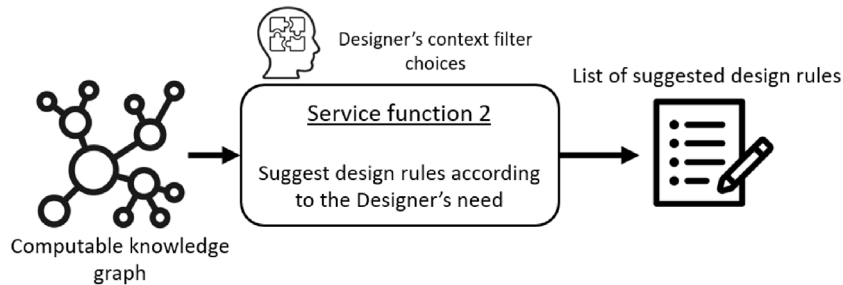 Designer's context filter
choices
List of suggested design rules
Service function 2
Suggest design rules according
to the Designer's need
Computable knowledge
graph